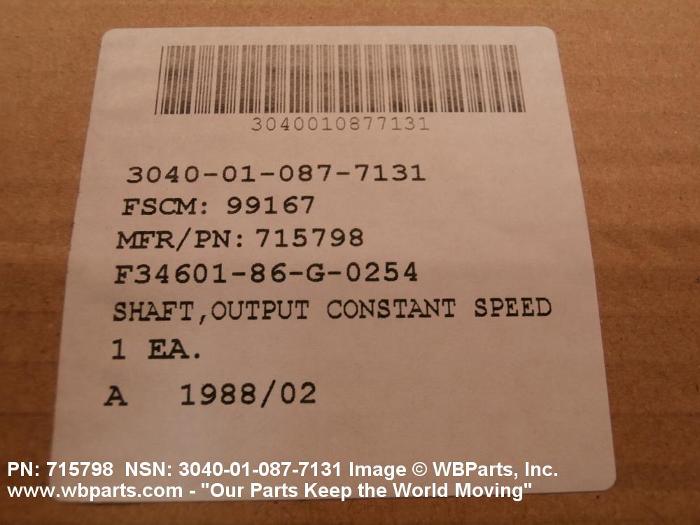 3040010877131
3040-01-087-7131
FSCM: 99167
MFR/PN: 715798
F34601-86-G-0254
SHAFT,OUTPUT CONSTANT SPEED
1 EA.
A 1988/02
PN: 715798 NSN: 3040-01-087-7131 Image © WBParts, Inc.
www.wbparts.com - "Our Parts Keep the World Moving"